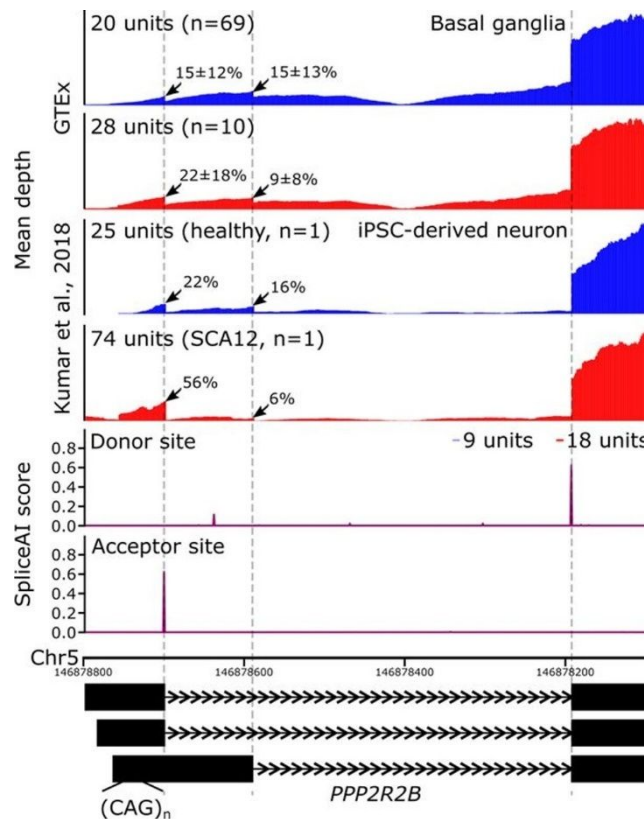 20 units (n=69)
Basal ganglia
15±12%
15±13%
GTEx
28 units (n=10)
22±18%
9±8%
Mean depth
25 units (healthy, n=1)
iPSC-derived neuron
22%
16%
Kumar et al., 2018
74 units (SCA12, n=1)
56%
6%
Donor site
9 units
18 units
0.8
0.6
0.4
0.2
0.0
SpliceAI score
Acceptor site
0.8
0.6
0.4
0.2
0.0
Chr5
146878800
146878600
146878400
146878200
PPP2R2B
(CAG)n